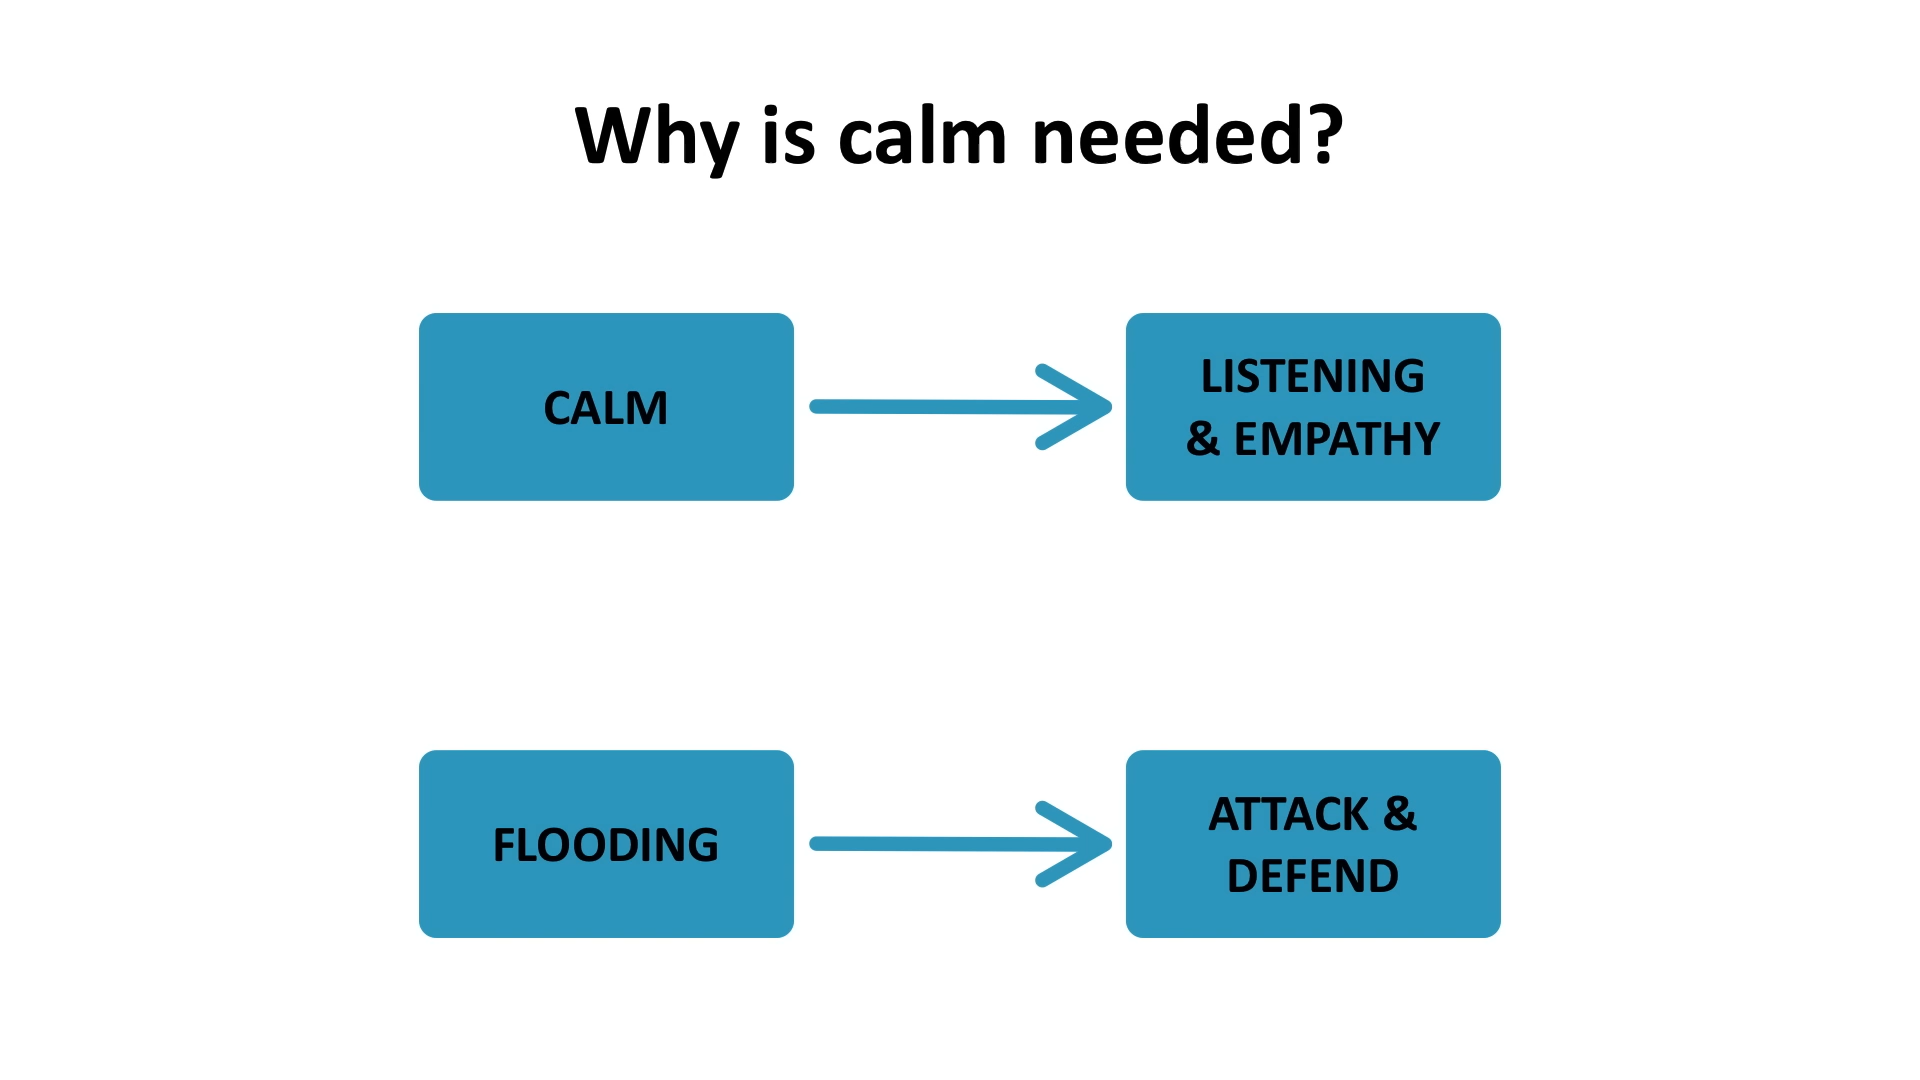 Why is calm needed?
CALM
LISTENING
& EMPATHY
FLOODING
ATTACK &
DEFEND